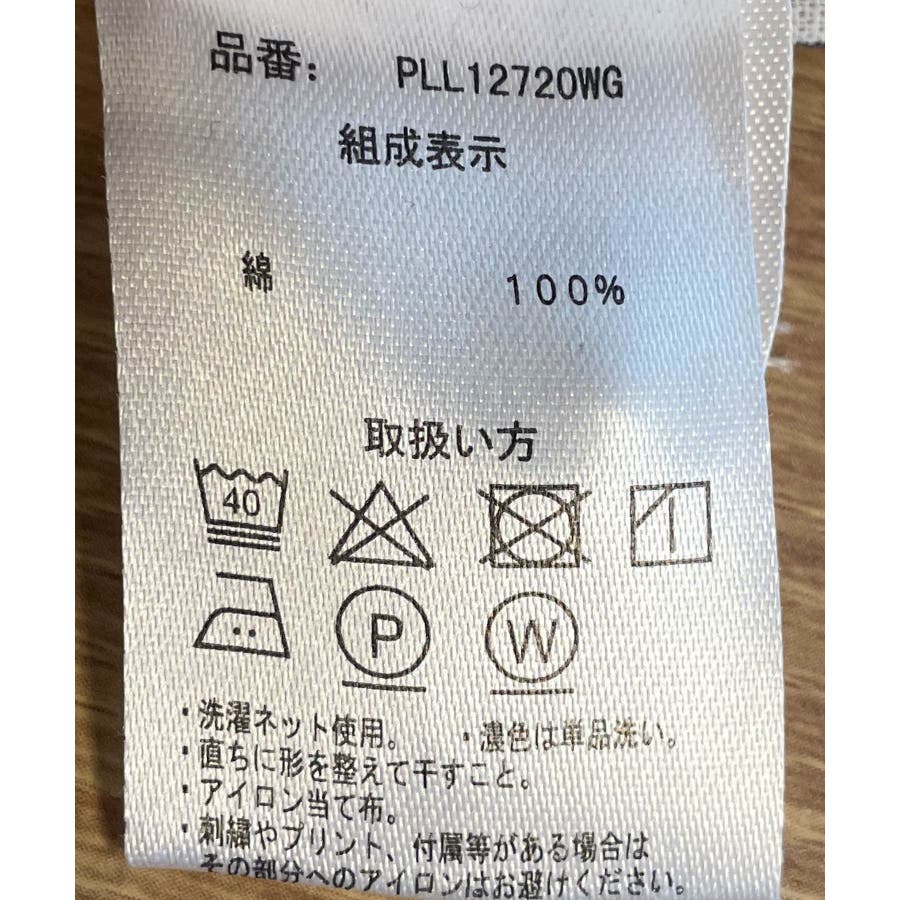 品番: PLL12720WG
組成表示
綿 100%
取扱い方
40
P W
・洗濯ネット使用。 ・濃色は単品洗い。
・直ちに形を整えて干すこと。
・アイロン当て布。
・刺繍やプリント、付属等がある場合は
その部分へのアイロンはお避けください。